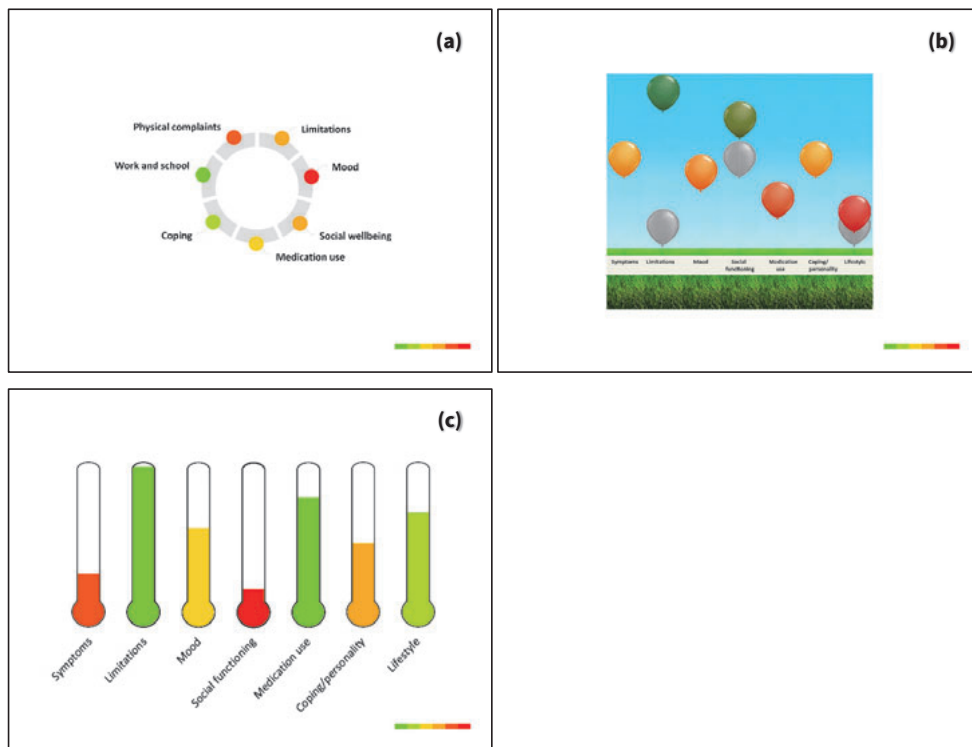 (a)
Physical complaints
Limitations
Work and school
Mood
Coping
Social wellbeing
Medication use
(b)
Symptoms
Limitations
Mood
Social
functioning
Medication
use
Coping/
personality
Lifestyle
(c)
Symptoms
Limitations
Mood
Social functioning
Medication use
Coping/personality
Lifestyle